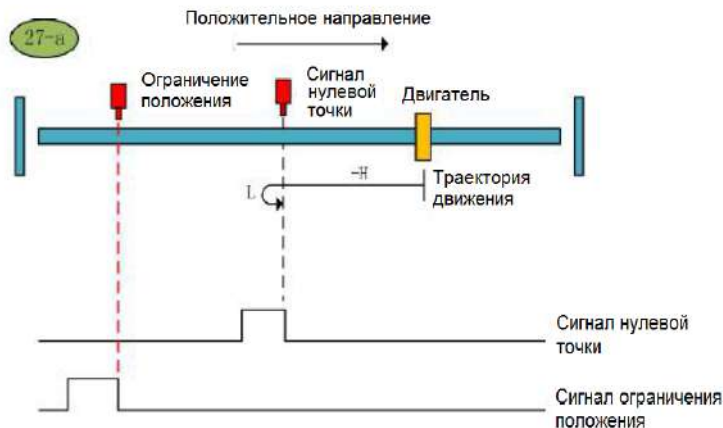 27-a
Положительное направление
Ограничение
положения
Сигнал
нулевой
точки
Двигатель
-H
L
Траектория
движения
Сигнал нулевой
точки
Сигнал ограничения
положения